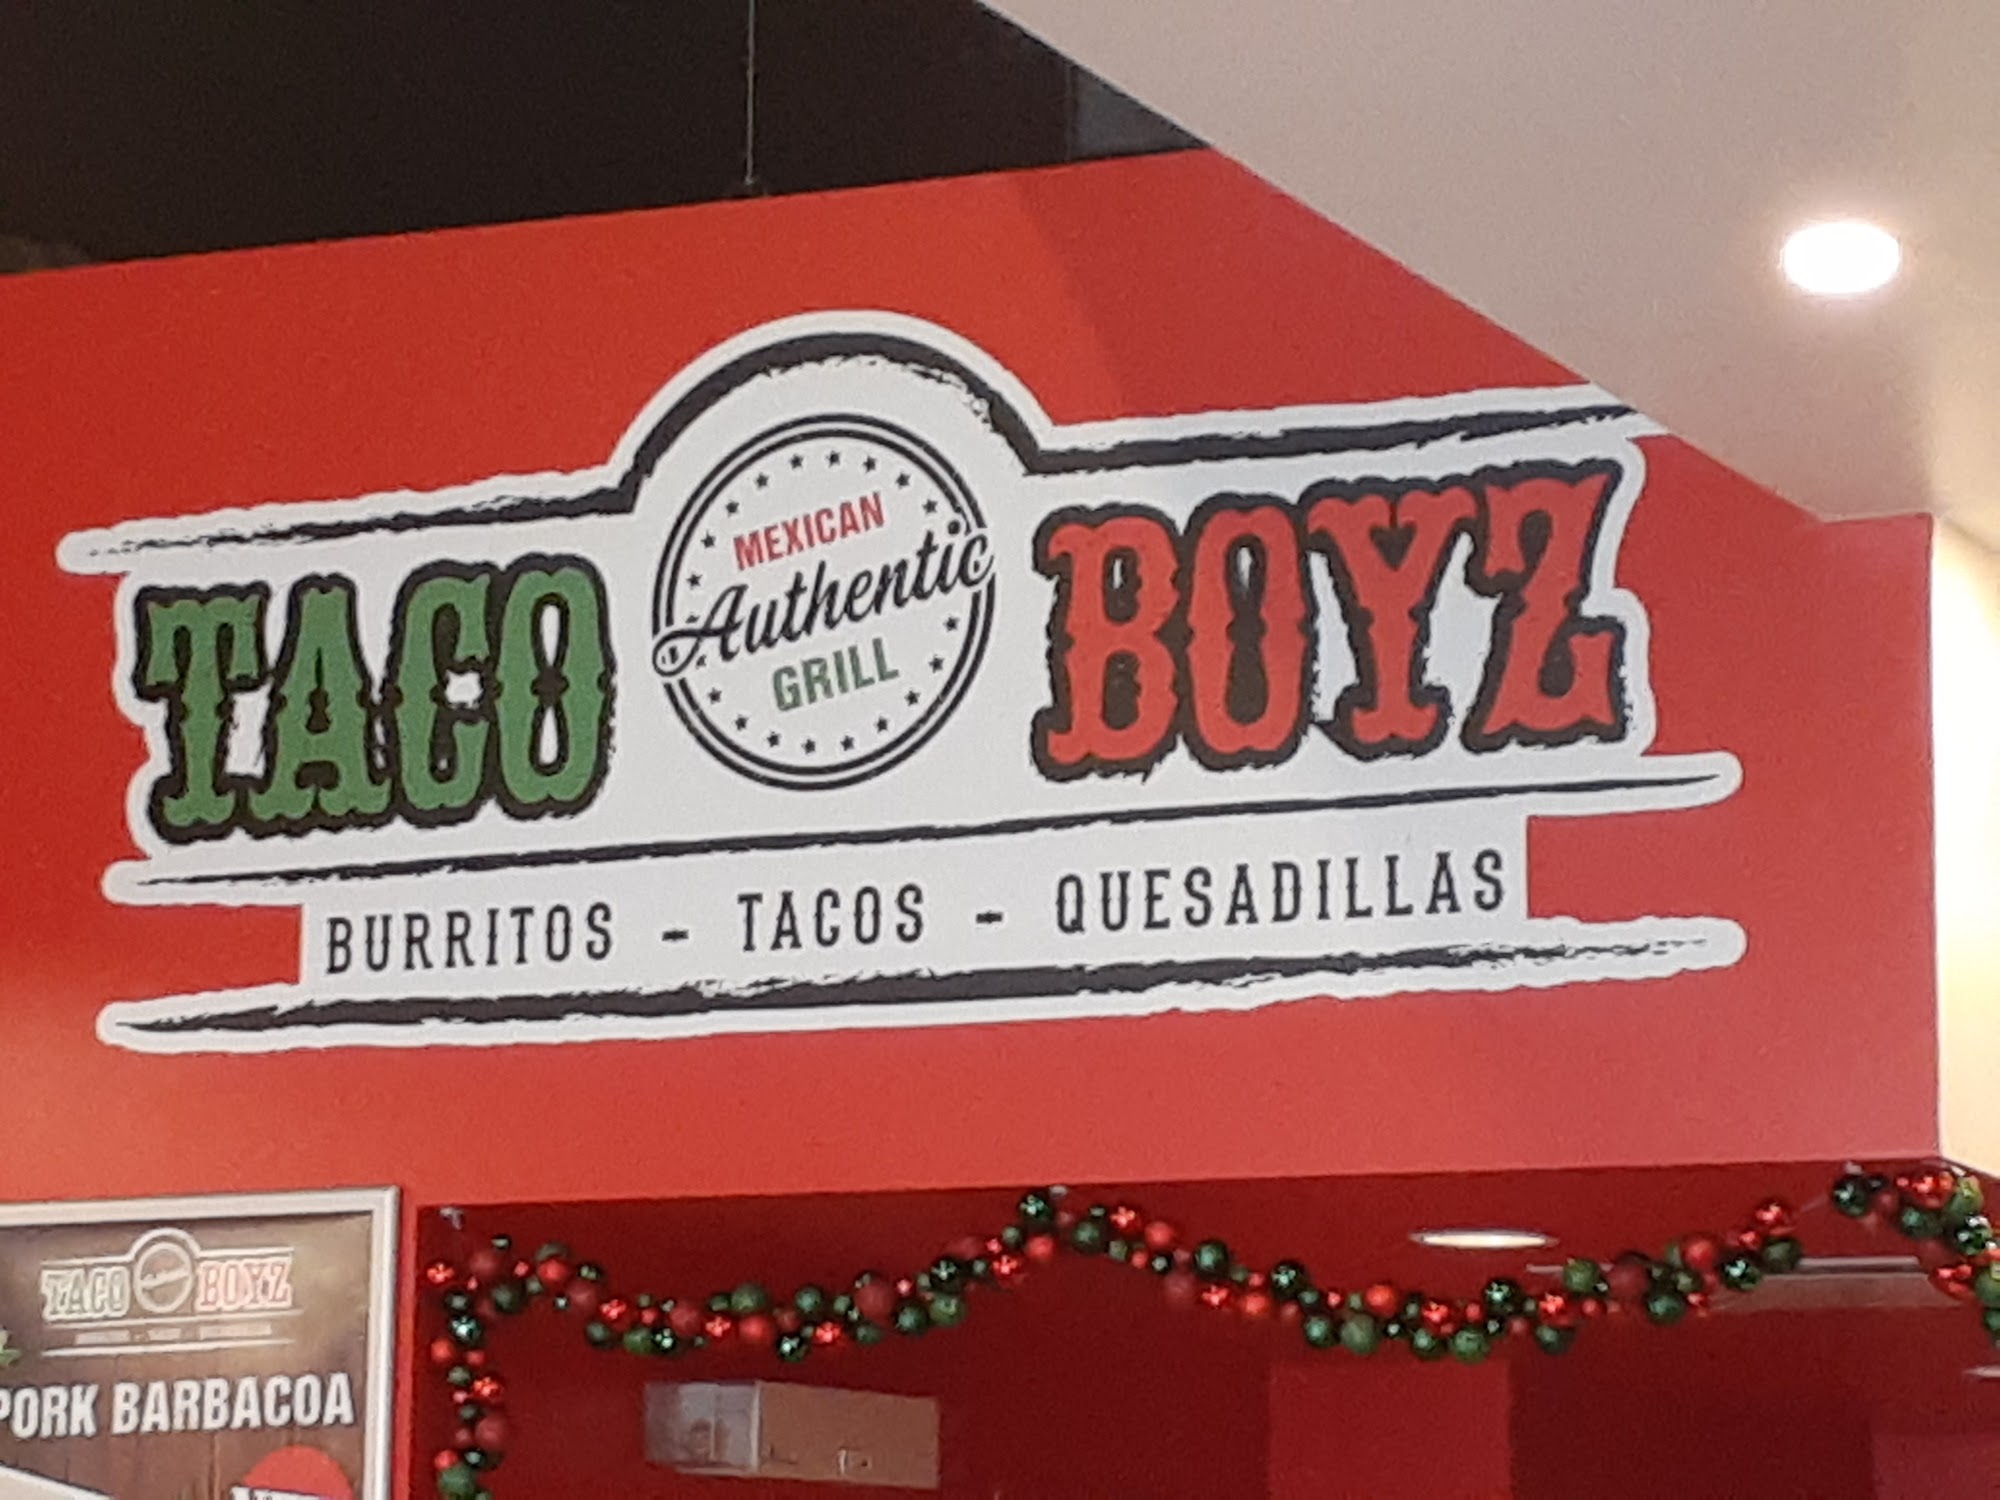 TACO BOYZ
MEXICAN
Authentic
GRILL
BURRITOS - TACOS - QUESADILLAS
TACO BOYZ
PORK BARBACOA